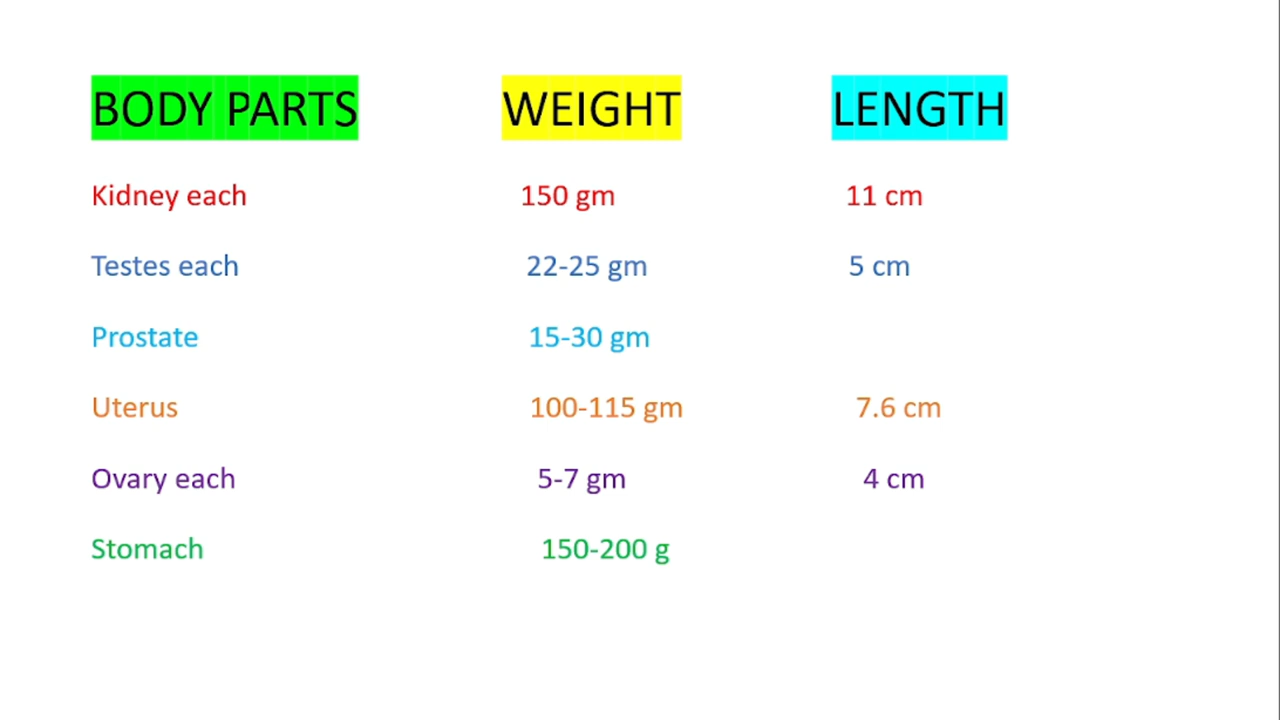 BODY PARTS WEIGHT LENGTH
Kidney each 150 gm 11 cm
Testes each 22-25 gm 5 cm
Prostate 15-30 gm
Uterus 100-115 gm 7.6 cm
Ovary each 5-7 gm 4 cm
Stomach 150-200 g